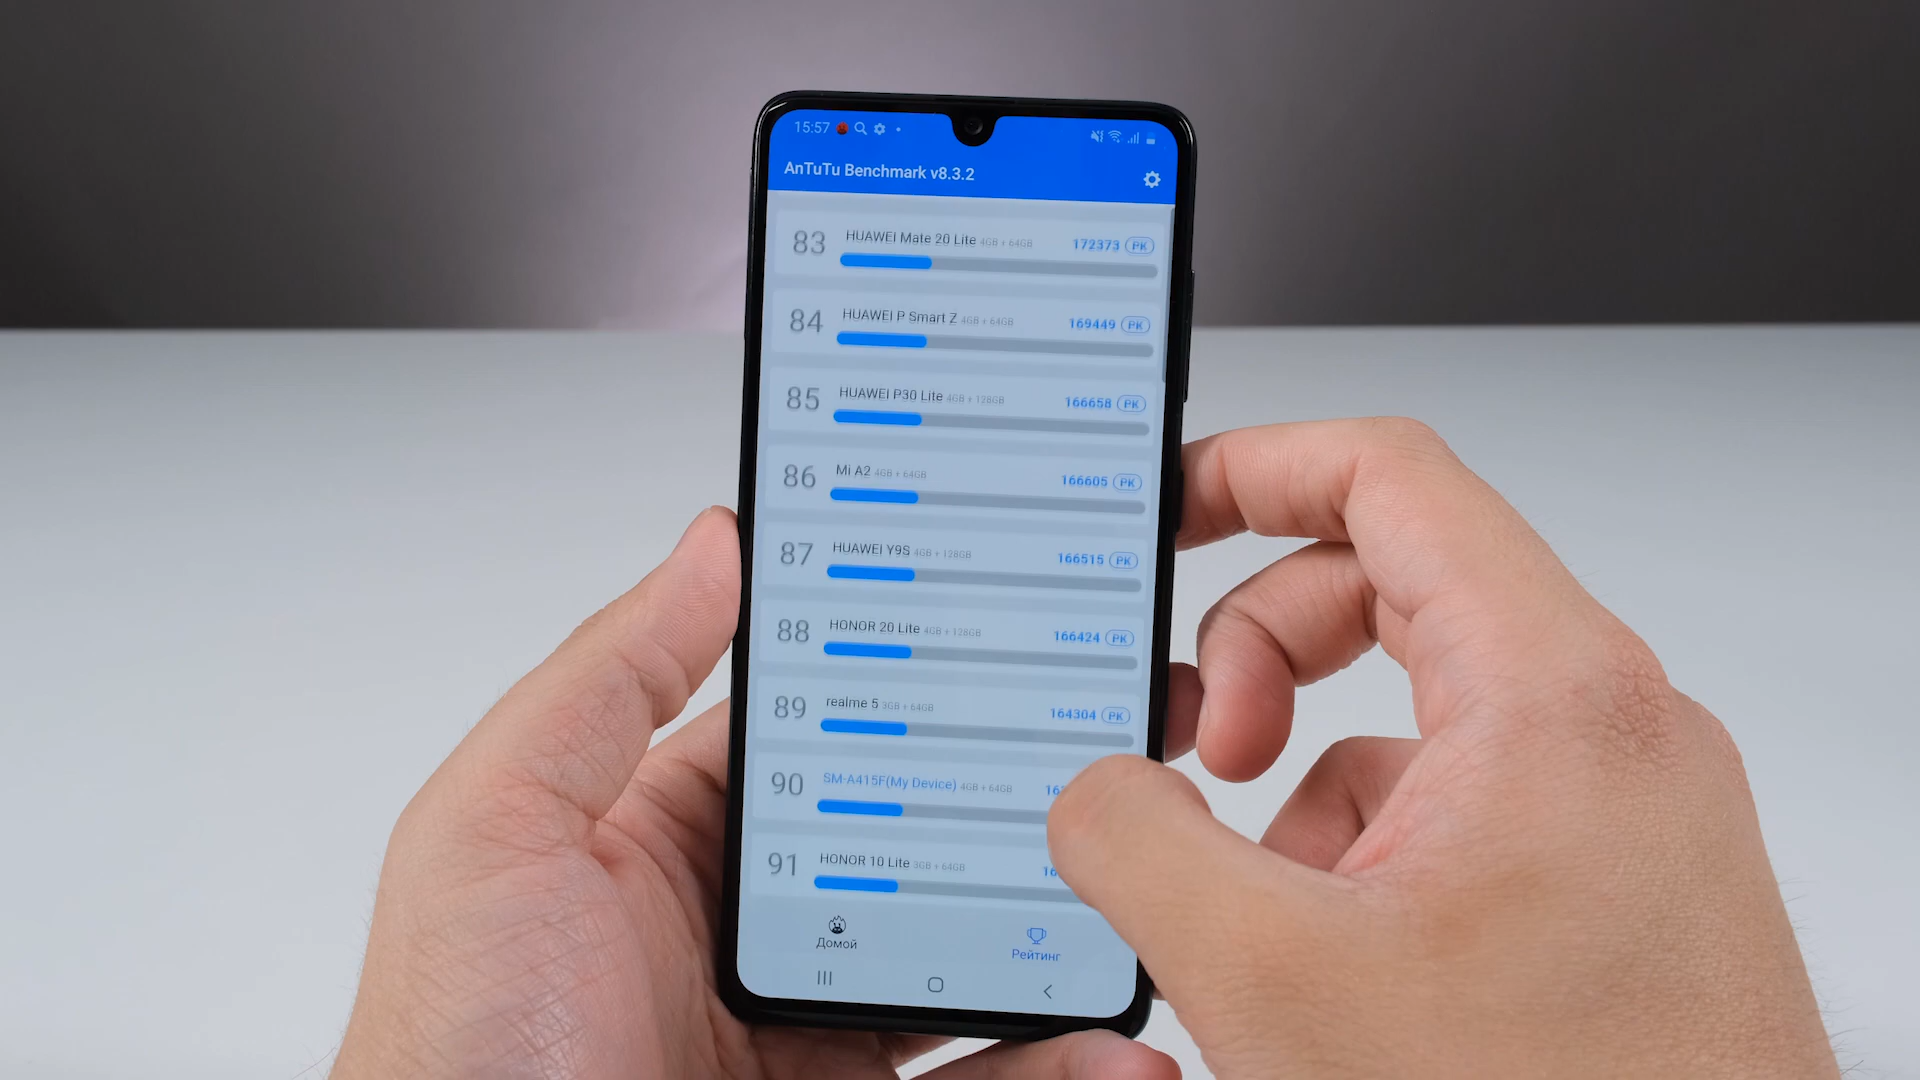 15:57
AnTuTu Benchmark v8.3.2
83 HUAWEI Mate 20 Lite 4GB + 64GB 172373 PK
84 HUAWEI P Smart Z 4GB + 64GB 169449 PK
85 HUAWEI P30 Lite 4GB + 128GB 166658 PK
86 Mi A2 4GB + 64GB 166605 PK
87 HUAWEI Y9S 4GB + 128GB 166515 PK
88 HONOR 20 Lite 4GB + 128GB 166424 PK
89 realme 5 3GB + 64GB 164304 PK
90 SM-A415F(My Device) 4GB + 64GB
91 HONOR 10 Lite 3GB + 64GB
Домой Рейтинг